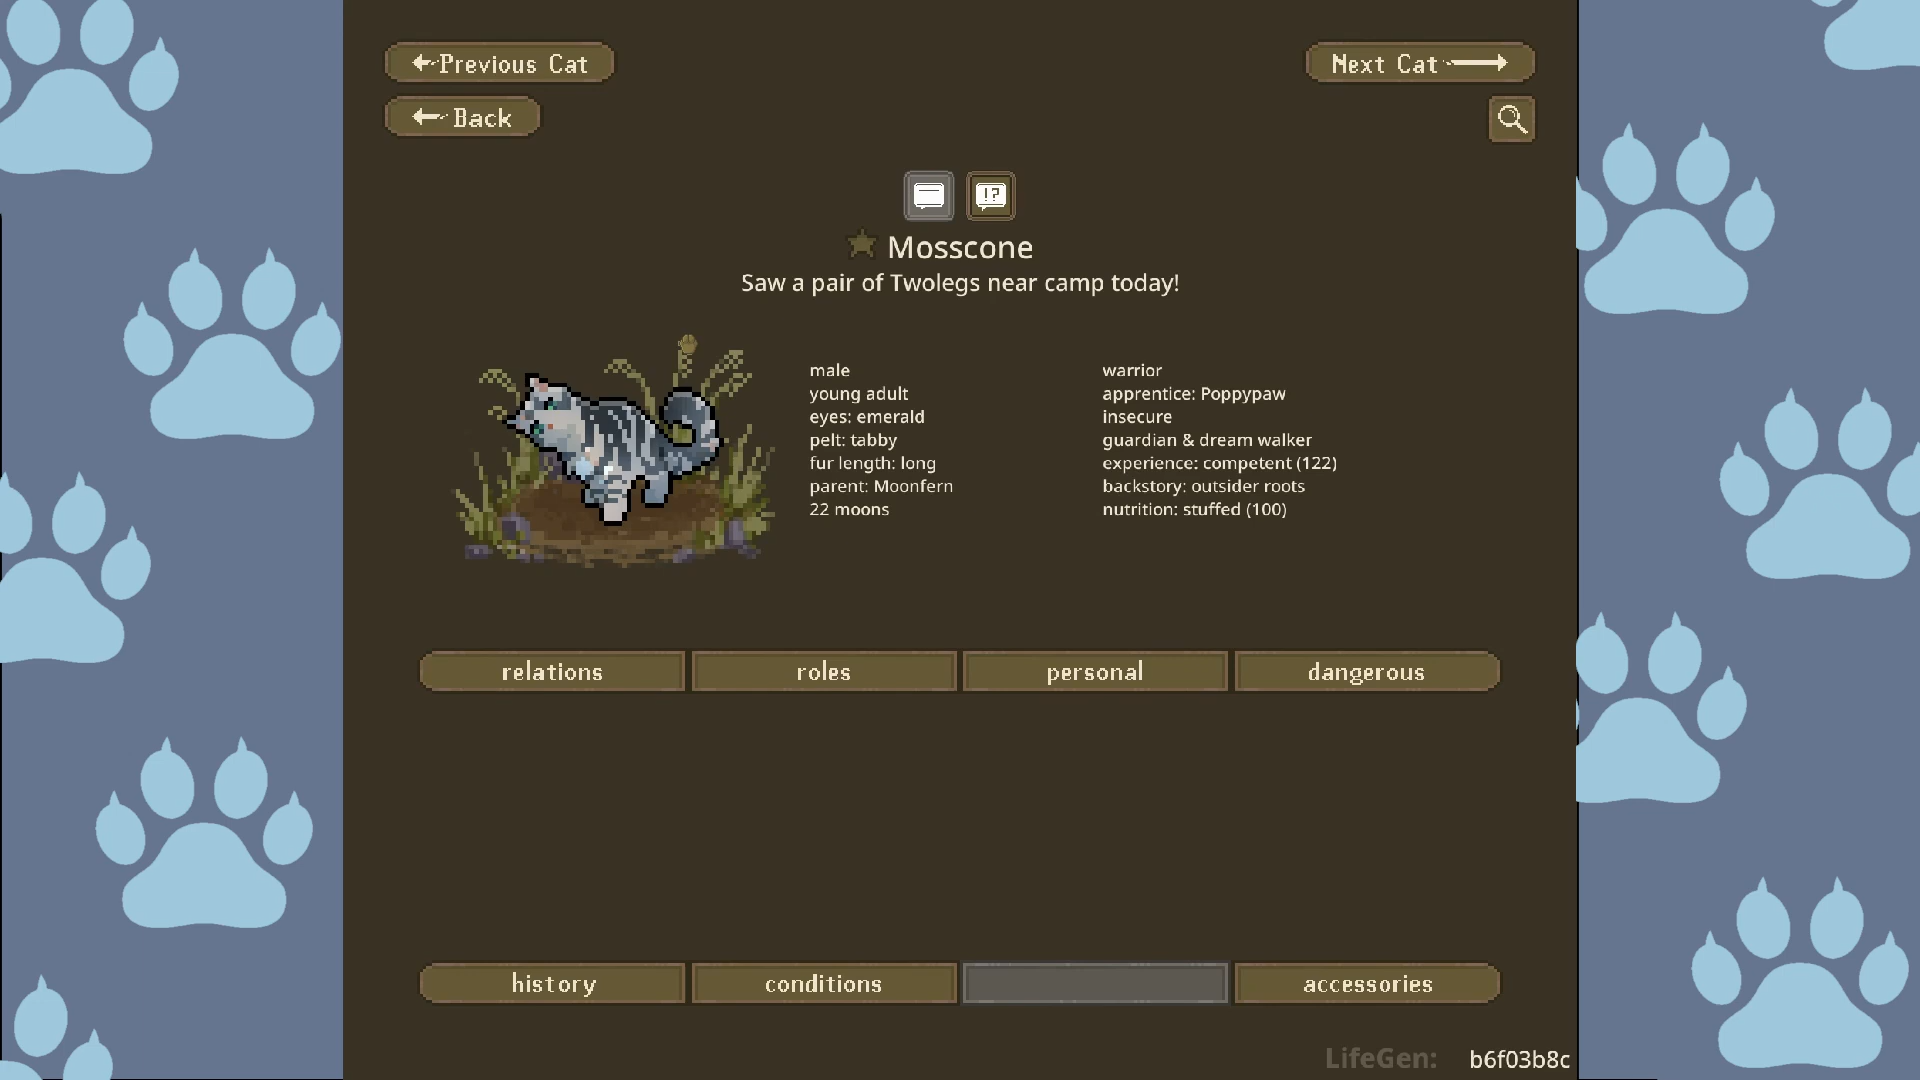 Previous Cat
Next Cat
Back
!?
Mosscone
Saw a pair of Twolegs near camp today!
male
young adult
eyes: emerald
pelt: tabby
fur length: long
parent: Moonfern
22 moons
warrior
apprentice: Poppypaw
insecure
guardian & dream walker
experience: competent (122)
backstory: outsider roots
nutrition: stuffed (100)
relations
roles
personal
dangerous
history
conditions
accessories
LifeGen:
b6f03b8c